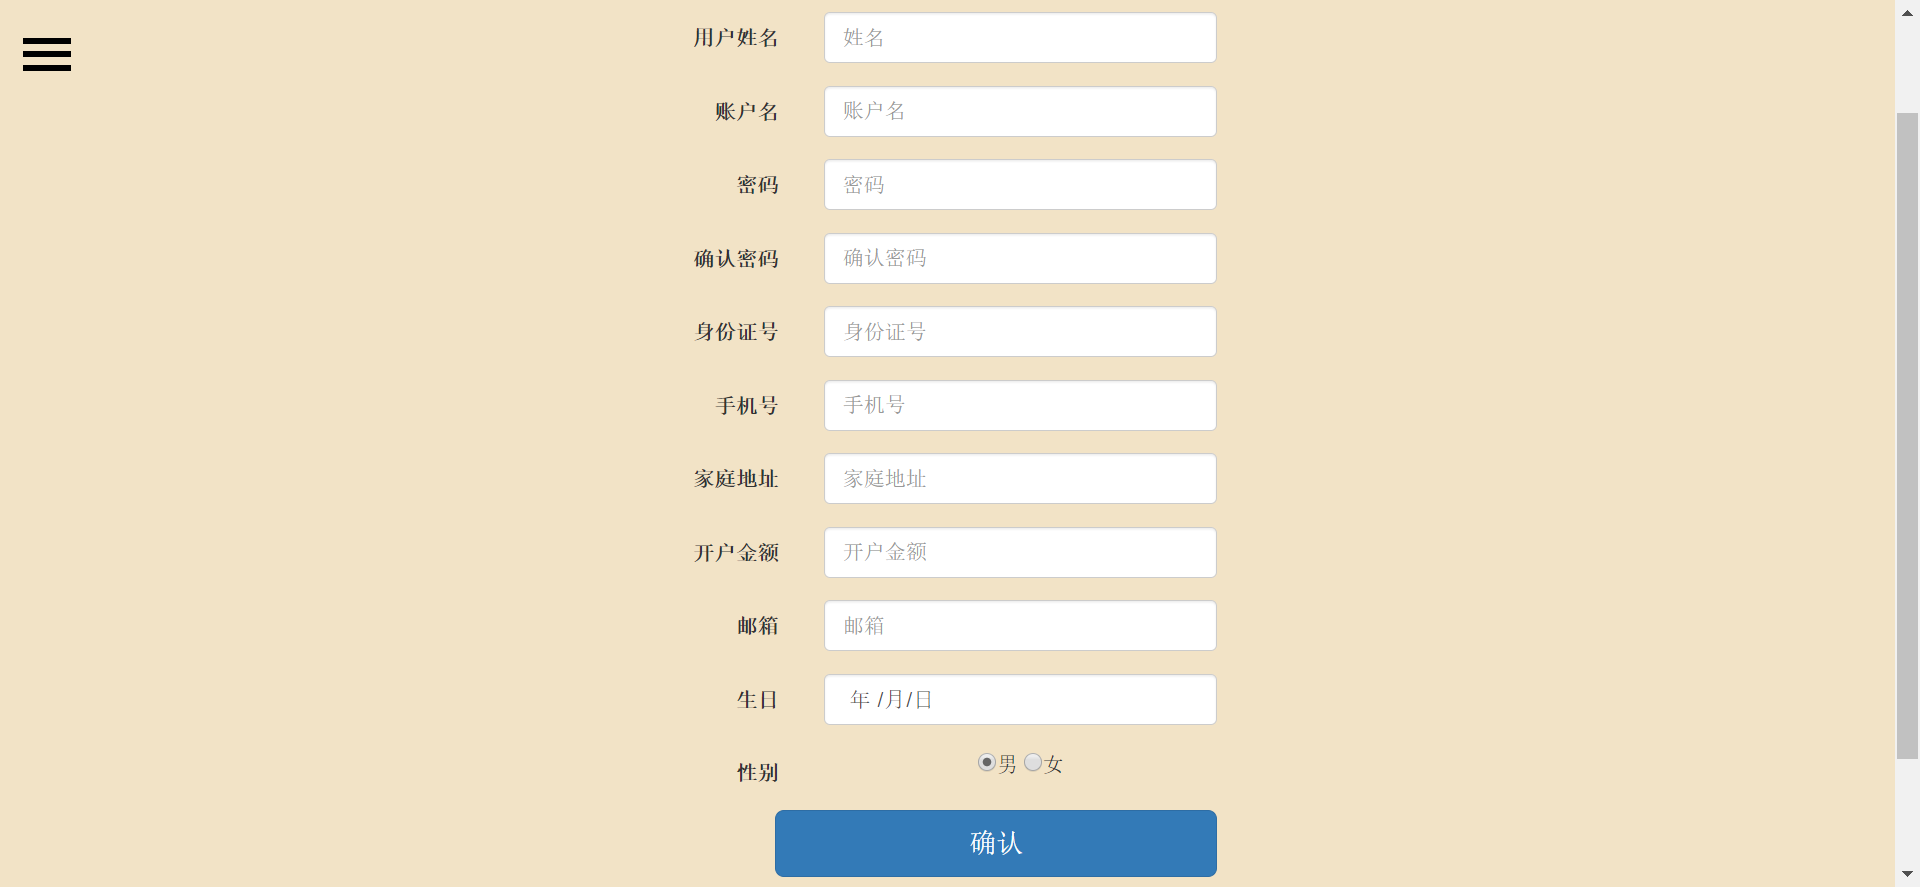 用户姓名 姓名
账户名 账户名
密码 密码
确认密码 确认密码
身份证号 身份证号
手机号 手机号
家庭地址 家庭地址
开户金额 开户金额
邮箱 邮箱
生日 年 /月/日
性别 男 女
确认